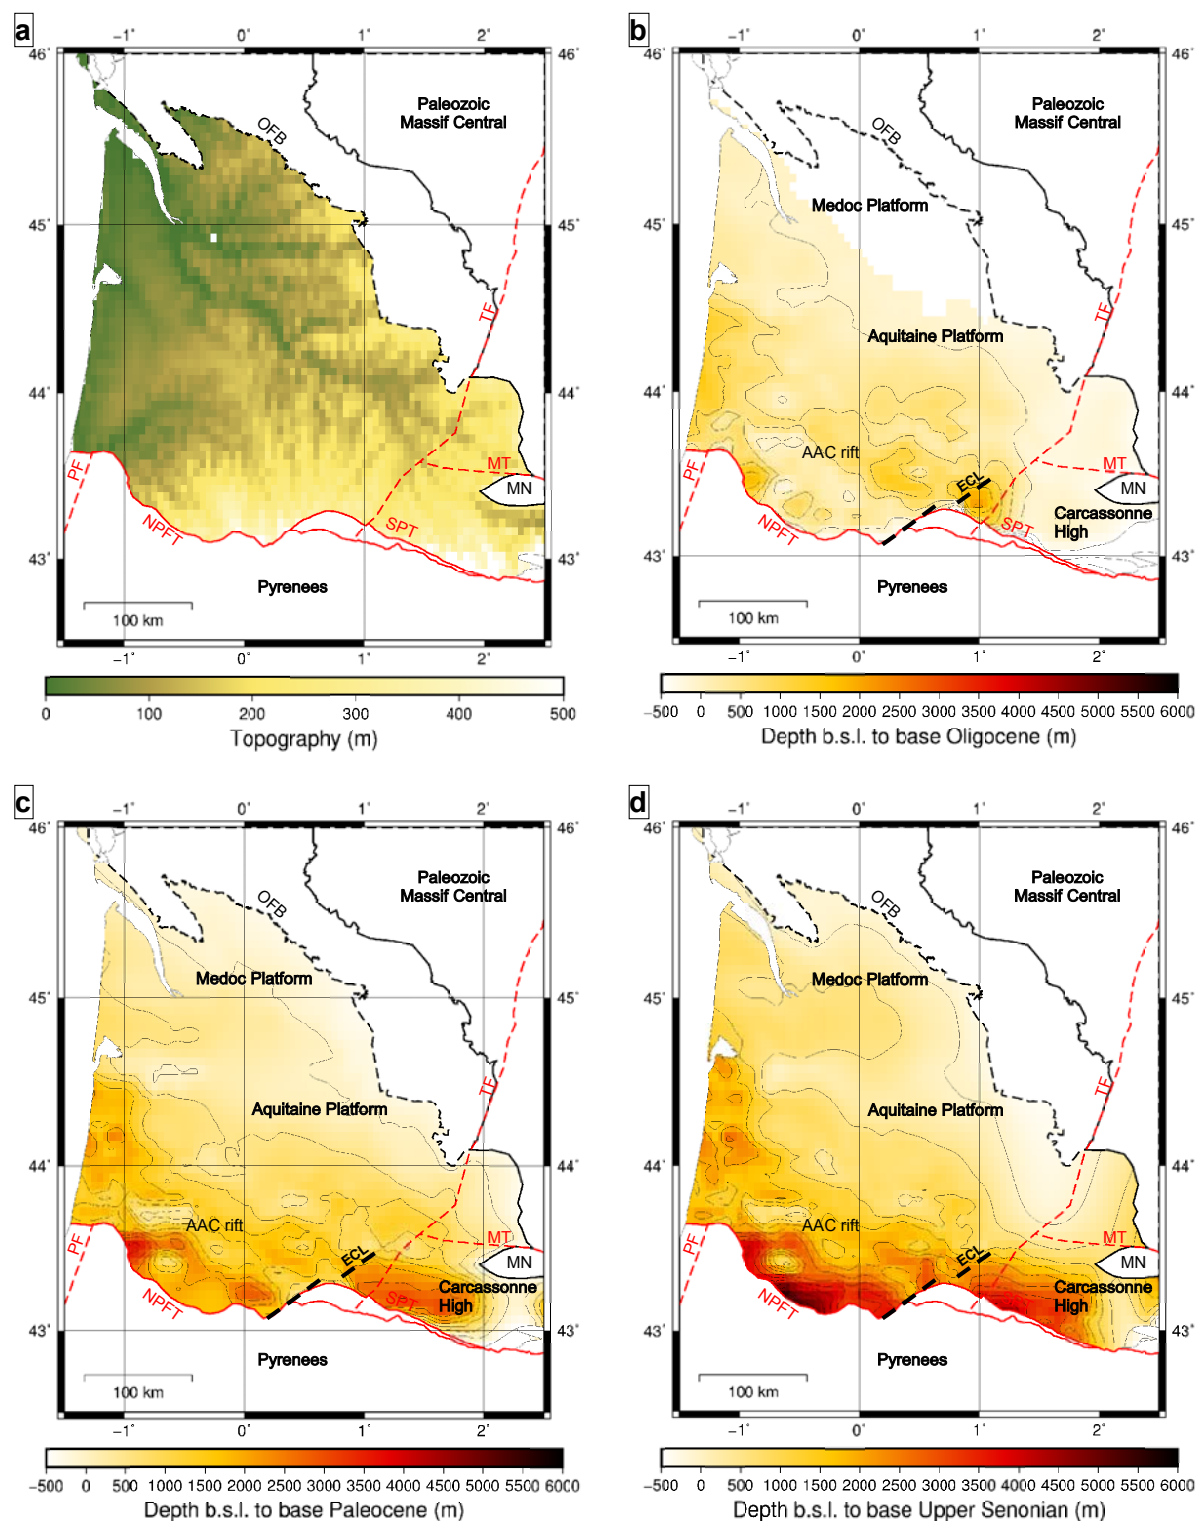 a
−1° 0° 1° 2°
46° 46°
Paleozoic
Massif Central
OFB
45° 45°
TF
44° 44°
PF
MT
MN
NPFT
SPT
43° 43°
Pyrenees
100 km
−1° 0° 1° 2°
0 100 200 300 400 500
Topography (m)
b
−1° 0° 1° 2°
46° 46°
Paleozoic
Massif Central
OFB
Medoc Platform
45° 45°
TF
Aquitaine Platform
44° 44°
AAC rift
PF
ECL
MT
MN
NPFT
SPT
Carcassonne
High
43° 43°
Pyrenees
100 km
−1° 0° 1° 2°
−500 0 500 1000 1500 2000 2500 3000 3500 4000 4500 5000 5500 6000
Depth b.s.l. to base Oligocene (m)
c
−1° 0° 1° 2°
46° 46°
Paleozoic
Massif Central
OFB
Medoc Platform
45° 45°
TF
Aquitaine Platform
44° 44°
AAC rift
PF
ECL
MT
MN
NPFT
SPT
Carcassonne
High
43° 43°
Pyrenees
100 km
−1° 0° 1° 2°
−500 0 500 1000 1500 2000 2500 3000 3500 4000 4500 5000 5500 6000
Depth b.s.l. to base Paleocene (m)
d
−1° 0° 1° 2°
46° 46°
Paleozoic
Massif Central
OFB
Medoc Platform
45° 45°
TF
Aquitaine Platform
44° 44°
AAC rift
PF
ECL
MT
MN
NPFT
Carcassonne
High
43° 43°
Pyrenees
100 km
−1° 0° 1° 2°
−500 0 500 1000 1500 2000 2500 3000 3500 4000 4500 5000 5500 6000
Depth b.s.l. to base Upper Senonian (m)